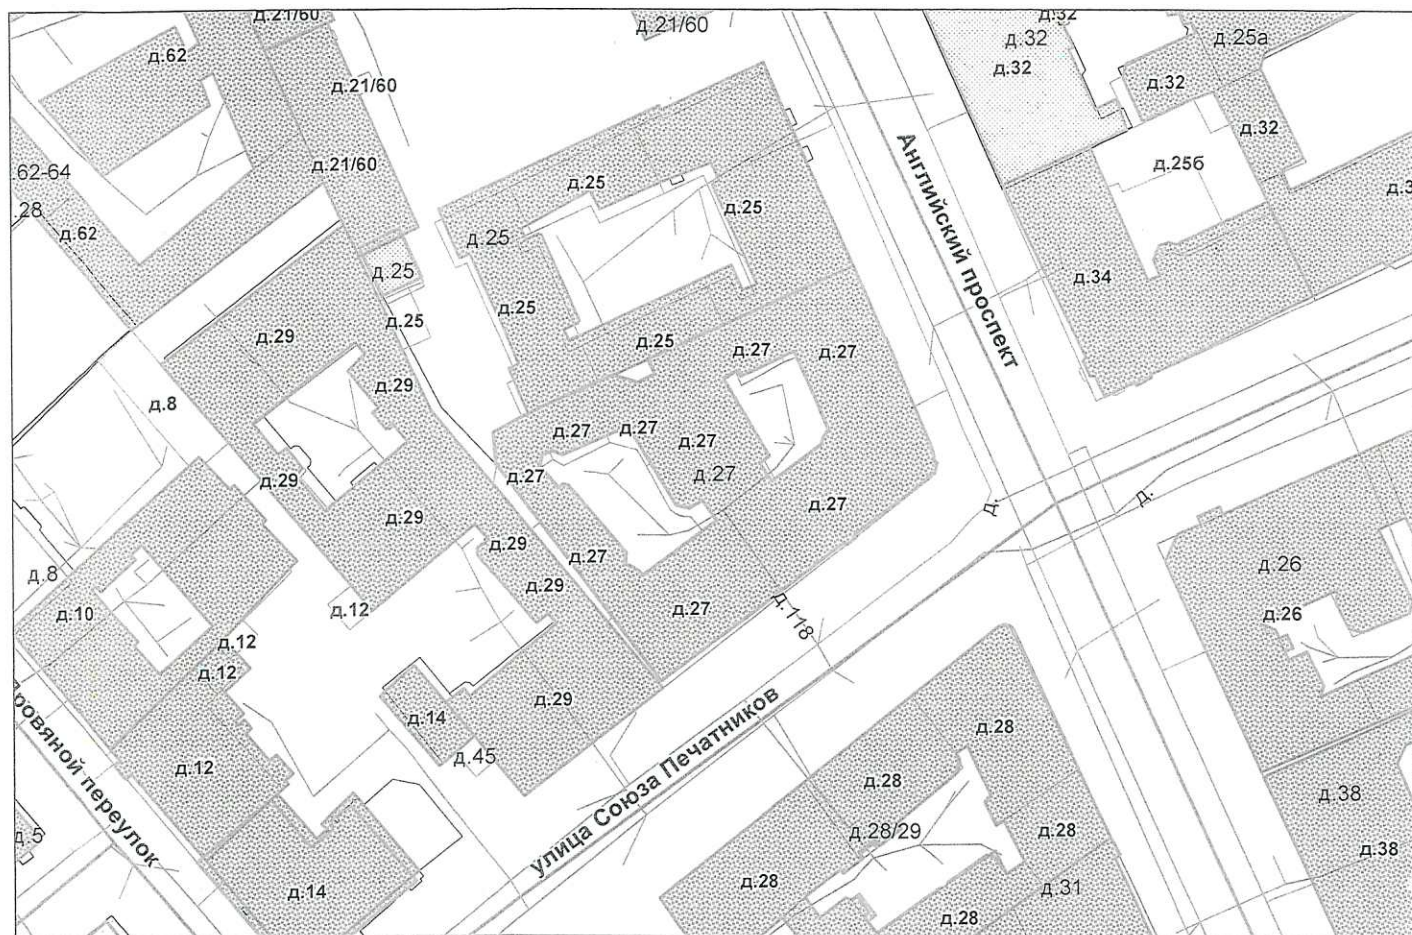 д.21/60
д.21/60
д.32
д.32
д.25а
д.62
д.32
д.21/60
д.32
д.32
д.21/60
62-64
д.25
д.25б
.28
д.62
д.25
д.25
д.25
д.34
д.25
д.25
д.29
д.25
д.27
д.27
д.29
д.8
д.27
д.27
д.27
д.27
д.27
д.29
д.29
д.27
д.29
д.27
д.29
д.27
д.118
д.
д.
Английский проспект
д.8
д.10
д.12
д.12
д.12
д.27
д.26
д.26
д.29
д.14
д.45
д.12
Дровяной переулок
улица Союза Печатников
д.28
д.28
д.28/29
д.28
д.38
д.38
д.5
д.14
д.28
д.31
д.28